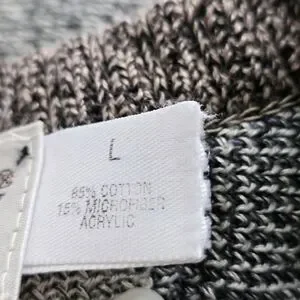 L
85% COTTON
15% MICROFIBER
ACRYLIC